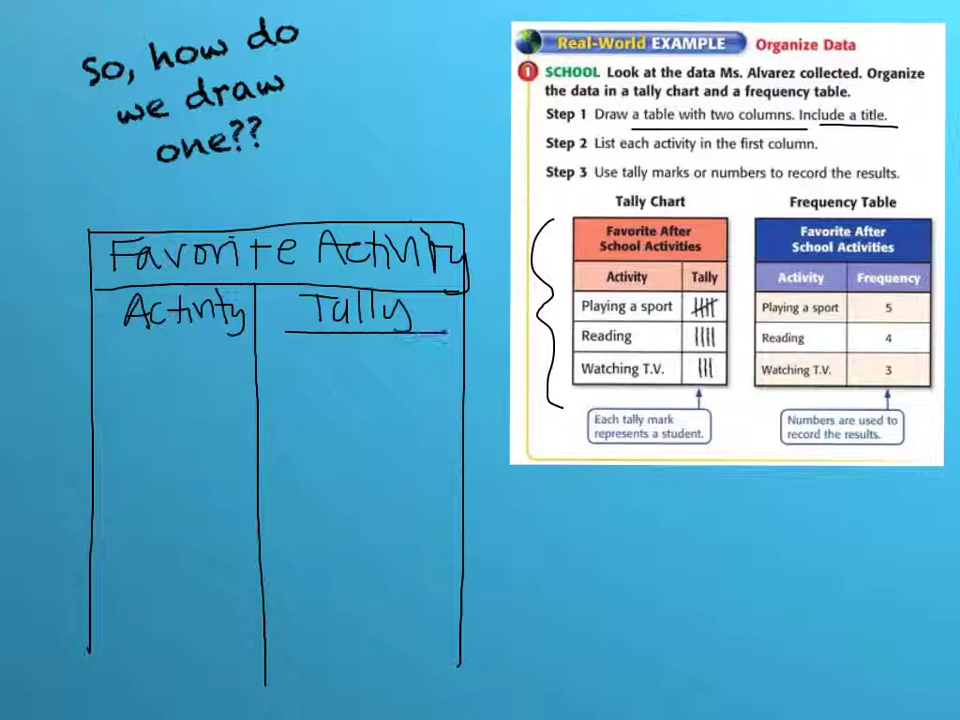 So, how do
we draw
one??
Favorite Activity
Activity Tally
Real-World EXAMPLE Organize Data
1 SCHOOL Look at the data Ms. Alvarez collected. Organize
the data in a tally chart and a frequency table.
Step 1 Draw a table with two columns. Include a title.
Step 2 List each activity in the first column.
Step 3 Use tally marks or numbers to record the results.
Tally Chart
Favorite After
School Activities
Activity Tally
Playing a sport
Reading
Watching T.V.
Each tally mark
represents a student.
Frequency Table
Favorite After
School Activities
Activity Frequency
Playing a sport 5
Reading 4
Watching T.V. 3
Numbers are used to
record the results.